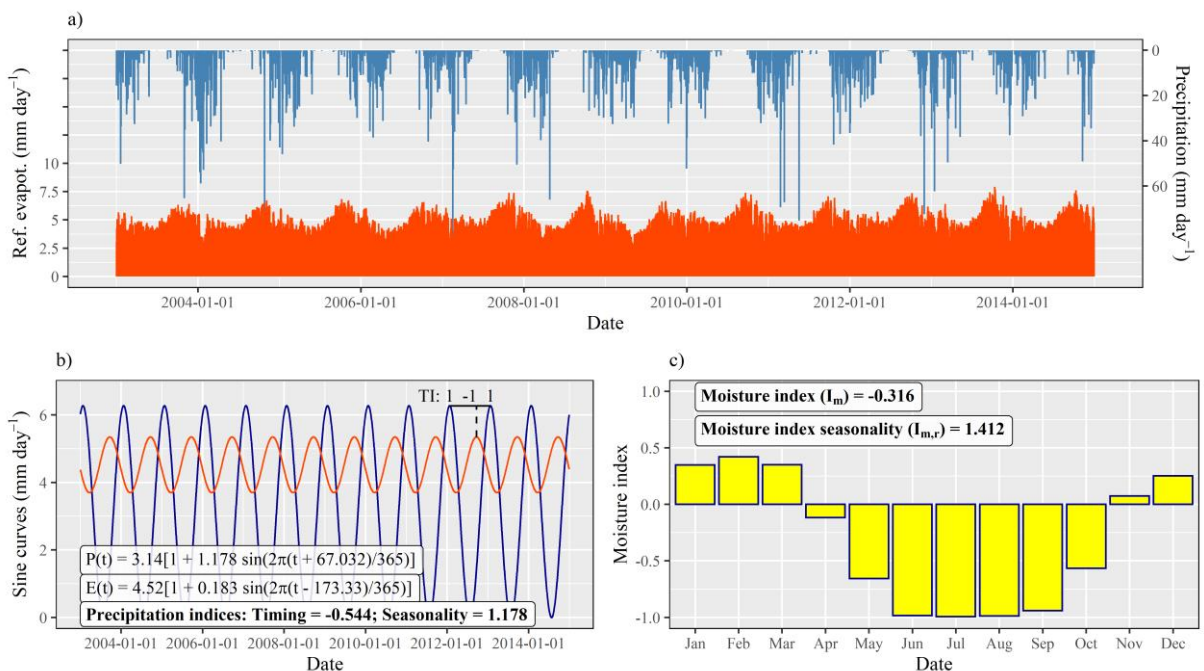 a)
Ref. evapot. (mm day⁻¹)
10
7.5
5
2.5
0
0
20
40
60
Precipitation (mm day⁻¹)
2004-01-01 2006-01-01 2008-01-01 2010-01-01 2012-01-01 2014-01-01
Date
b)
Sine curves (mm day⁻¹)
6
4
2
0
TI: 1 -1 1
P(t) = 3.14[1 + 1.178 sin(2π(t + 67.032)/365)]
E(t) = 4.52[1 + 0.183 sin(2π(t - 173.33)/365)]
Precipitation indices: Timing = -0.544; Seasonality = 1.178
2004-01-01 2006-01-01 2008-01-01 2010-01-01 2012-01-01 2014-01-01
Date
c)
Moisture index
1.0
0.5
0.0
-0.5
-1.0
Moisture index (Iₘ) = -0.316
Moisture index seasonality (Iₘ,ᵣ) = 1.412
Jan Feb Mar Apr May Jun Jul Aug Sep Oct Nov Dec
Date